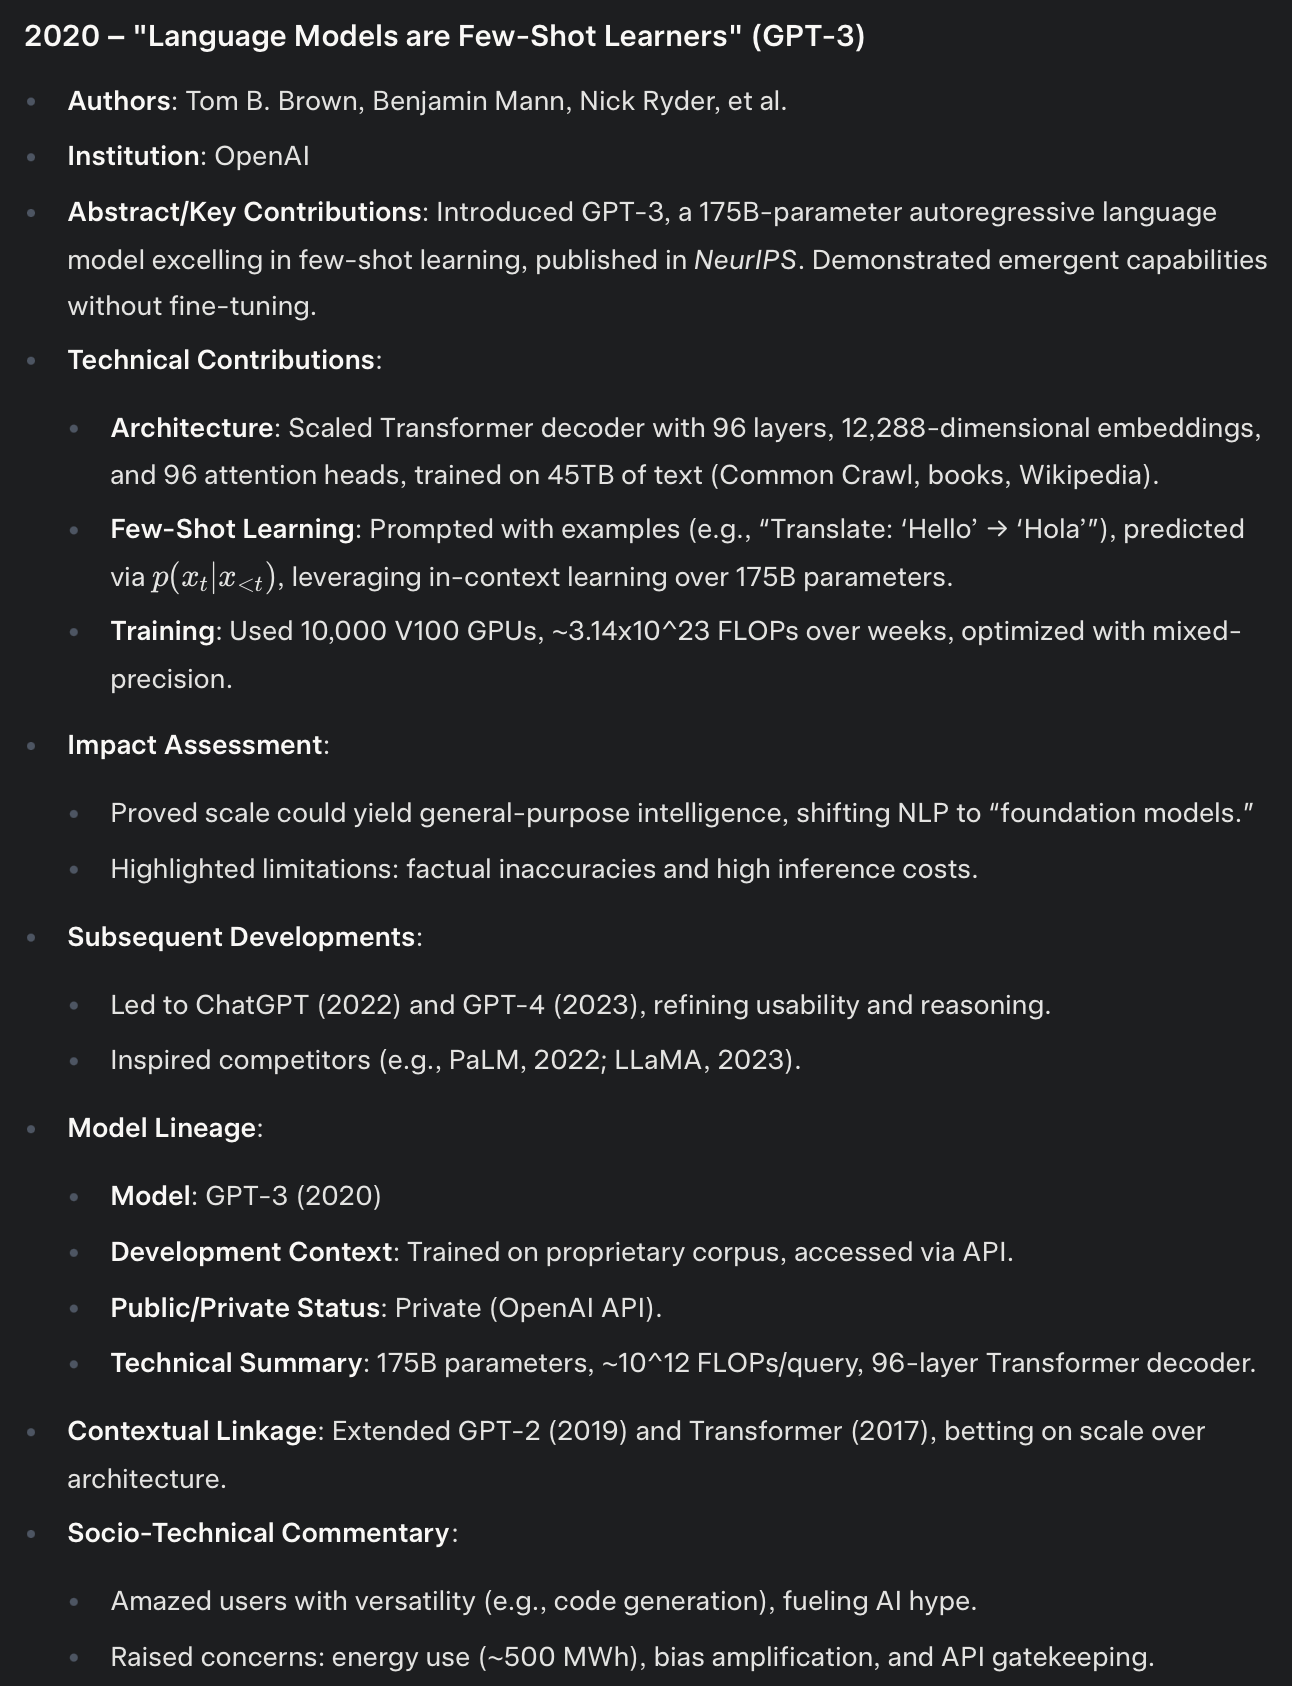 2020 – "Language Models are Few-Shot Learners" (GPT-3)
Authors: Tom B. Brown, Benjamin Mann, Nick Ryder, et al.
Institution: OpenAI
Abstract/Key Contributions: Introduced GPT-3, a 175B-parameter autoregressive language
model excelling in few-shot learning, published in NeurIPS. Demonstrated emergent capabilities
without fine-tuning.
Technical Contributions:
Architecture: Scaled Transformer decoder with 96 layers, 12,288-dimensional embeddings,
and 96 attention heads, trained on 45TB of text (Common Crawl, books, Wikipedia).
Few-Shot Learning: Prompted with examples (e.g., “Translate: ‘Hello’ → ‘Hola’”), predicted
via p(x_t|x_{<t}), leveraging in-context learning over 175B parameters.
Training: Used 10,000 V100 GPUs, ~3.14x10^23 FLOPs over weeks, optimized with mixed-
precision.
Impact Assessment:
Proved scale could yield general-purpose intelligence, shifting NLP to “foundation models.”
Highlighted limitations: factual inaccuracies and high inference costs.
Subsequent Developments:
Led to ChatGPT (2022) and GPT-4 (2023), refining usability and reasoning.
Inspired competitors (e.g., PaLM, 2022; LLaMA, 2023).
Model Lineage:
Model: GPT-3 (2020)
Development Context: Trained on proprietary corpus, accessed via API.
Public/Private Status: Private (OpenAI API).
Technical Summary: 175B parameters, ~10^12 FLOPs/query, 96-layer Transformer decoder.
Contextual Linkage: Extended GPT-2 (2019) and Transformer (2017), betting on scale over
architecture.
Socio-Technical Commentary:
Amazed users with versatility (e.g., code generation), fueling AI hype.
Raised concerns: energy use (~500 MWh), bias amplification, and API gatekeeping.